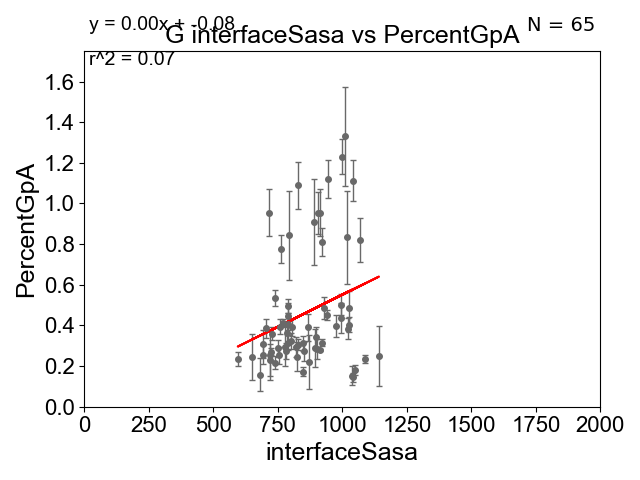 y = 0.00x + -0.08
N = 65
G interfaceSasa vs PercentGpA
r^2 = 0.07
PercentGpA
1.6
1.4
1.2
1.0
0.8
0.6
0.4
0.2
0.0
0 250 500 750 1000 1250 1500 1750 2000
interfaceSasa